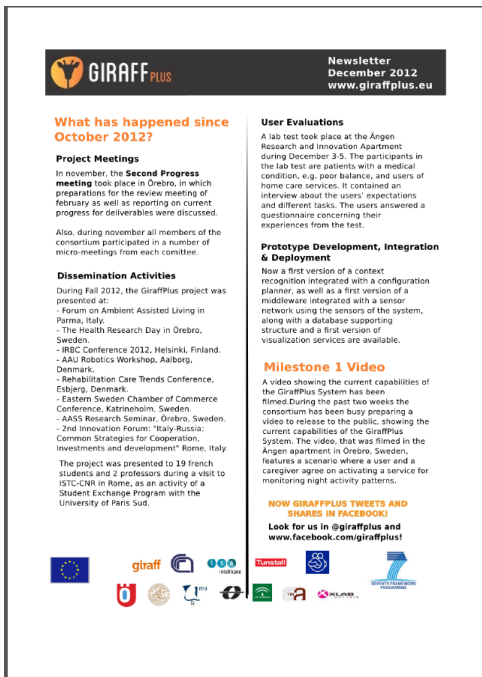 GIRAFF PLUS
Newsletter
December 2012
www.giraffplus.eu
What has happened since
October 2012?
Project Meetings
In november, the Second Progress
meeting took place in Örebro, in which
preparations for the review meeting of
february as well as reporting on current
progress for deliverables were discussed.
Also, during november all members of the
consortium participated in a number of
micro-meetings from each comittee.
Dissemination Activities
During Fall 2012, the GiraffPlus project was
presented at:
- Forum on Ambient Assisted Living in
Parma, Italy.
- The Health Research Day in Örebro,
Sweden.
- IRBC Conference 2012, Helsinki, Finland.
- AAU Robotics Workshop, Aalborg,
Denmark.
- Rehabilitation Care Trends Conference,
Esbjerg, Denmark.
- Eastern Sweden Chamber of Commerce
Conference, Katrineholm, Sweden.
- AASS Research Seminar, Örebro, Sweden.
- 2nd Innovation Forum: "Italy-Russia:
Common Strategies for Cooperation,
Investments and development" Rome, Italy.
The project was presented to 19 french
students and 2 professors during a visit to
ISTC-CNR in Rome, as an activity of a
Student Exchange Program with the
University of Paris Sud.
User Evaluations
A lab test took place at the Ängen
Research and Innovation Apartment
during December 3-5. The participants in
the lab test are patients with a medical
condition, e.g. poor balance, and users of
home care services. It contained an
interview about the users' expectations
and different tasks. The users answered a
questionnaire concerning their
experiences from the test.
Prototype Development, Integration
& Deployment
Now a first version of a context
recognition integrated with a configuration
planner, as well as a first version of a
middleware integrated with a sensor
network using the sensors of the system,
along with a database supporting
structure and a first version of
visualization services are available.
Milestone 1 Video
A video showing the current capabilities of
the GiraffPlus System has been
filmed.During the past two weeks the
consortium has been busy preparing a
video to release to the public, showing the
current capabilities of the GiraffPlus
System. The video, that was filmed in the
Ängen apartment in Örebro, Sweden,
features a scenario where a user and a
caregiver agree on activating a service for
monitoring night activity patterns.
NOW GIRAFFPLUS TWEETS AND
SHARES IN FACEBOOK!
Look for us in @giraffplus and
www.facebook.com/giraffplus!
giraff
ISA
intellicare
Tunstall
SEVENTH FRAMEWORK
PROGRAMME
XLAB